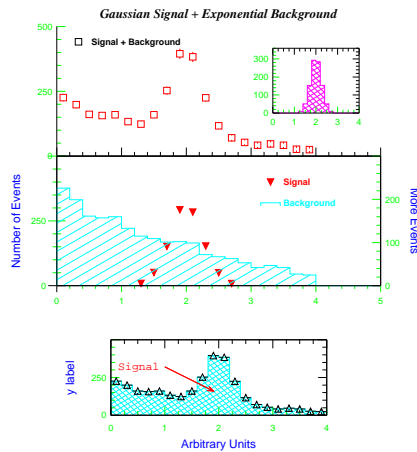 Gaussian Signal + Exponential Background
500
250
Signal + Background
300
200
100
0
0 1 2 3 4
Number of Events
250
0
Signal
Background
200
100
0
More Events
0 1 2 3 4 5
y label
250
0
Signal
0 1 2 3 4
Arbitrary Units